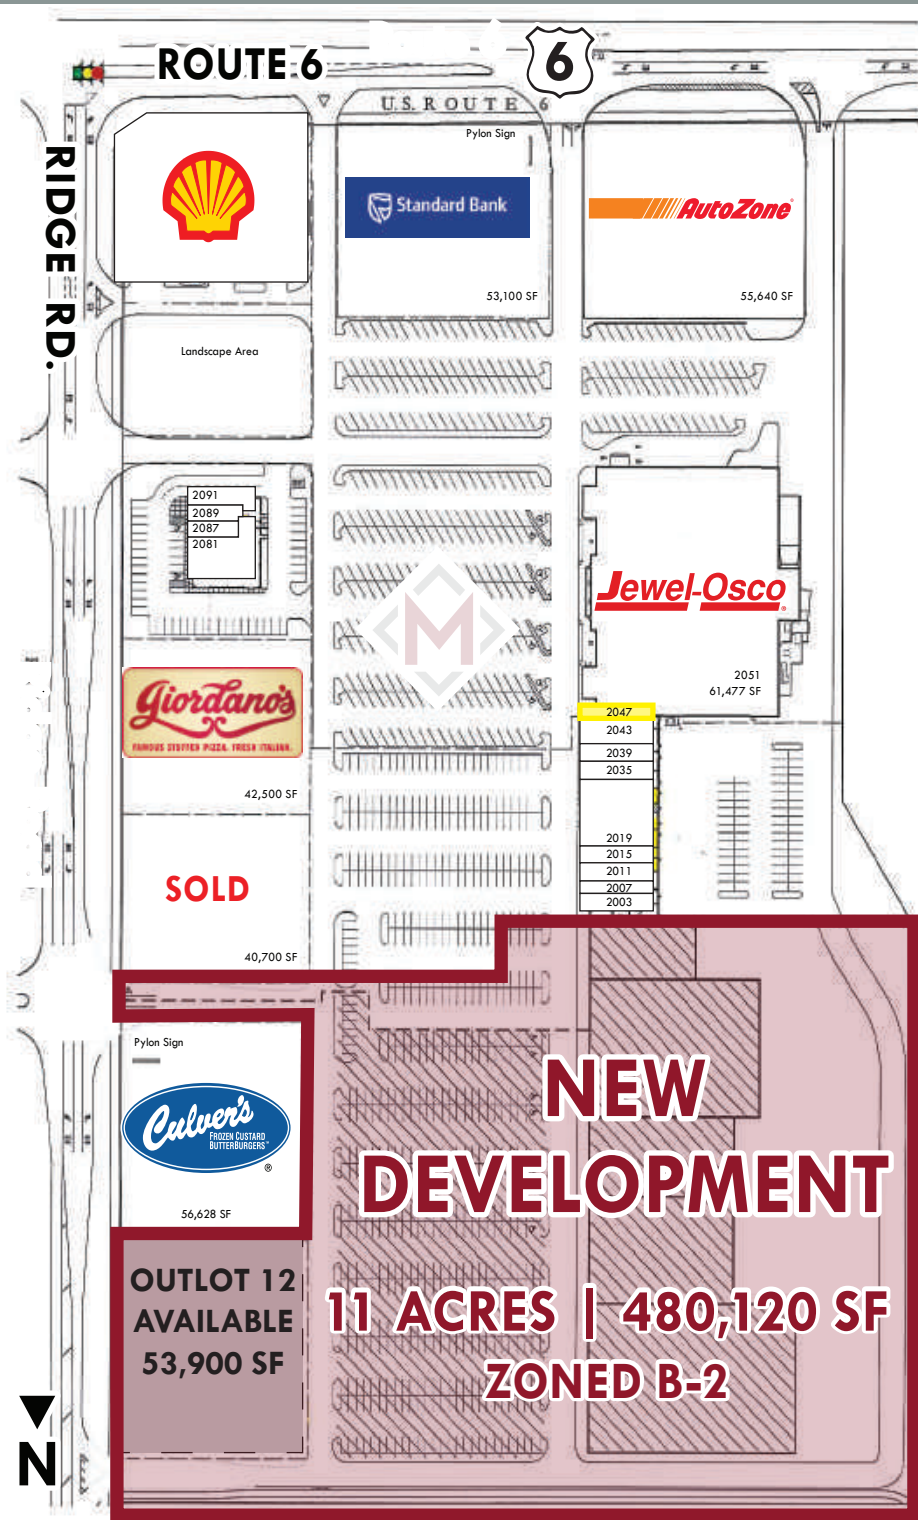 ROUTE 6
6
U.S. ROUTE 6
RIDGE RD.
Pylon Sign
Standard Bank
53,100 SF
AutoZone
55,640 SF
Landscape Area
2091
2089
2087
2081
M
Jewel-Osco
2051
61,477 SF
Giordano's
FAMOUS STUFFED PIZZA. FRESH ITALIAN.
42,500 SF
2047
2043
2039
2035
2019
2015
2011
2007
2003
SOLD
40,700 SF
Pylon Sign
Culver's
FROZEN CUSTARD
BUTTERBURGERS®
®
56,628 SF
NEW
DEVELOPMENT
11 ACRES | 480,120 SF
ZONED B-2
OUTLOT 12
AVAILABLE
53,900 SF
N